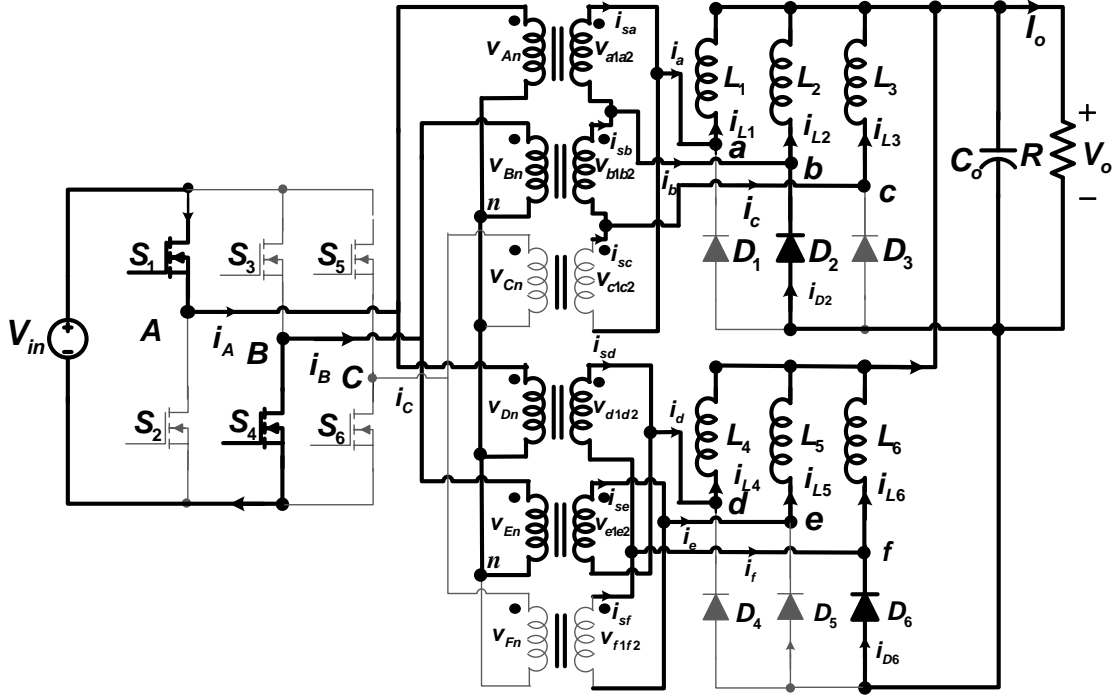 v_An
i_sa
v_a1a2
i_a
L_1
L_2
L_3
I_o
i_L1
i_L2
i_L3
a
b
c
C_o
R
+
V_o
−
v_Bn
i_sb
v_b1b2
i_b
i_c
n
v_Cn
i_sc
v_c1c2
D_1
D_2
D_3
i_D2
S_1
S_3
S_5
V_in
A
i_A
B
i_B
C
i_C
S_2
S_4
S_6
i_sd
v_Dn
v_d1d2
i_d
L_4
L_5
L_6
i_L4
i_L5
i_L6
d
e
f
v_En
i_se
v_e1e2
i_e
i_f
n
v_Fn
i_sf
v_f1f2
D_4
D_5
D_6
i_D6